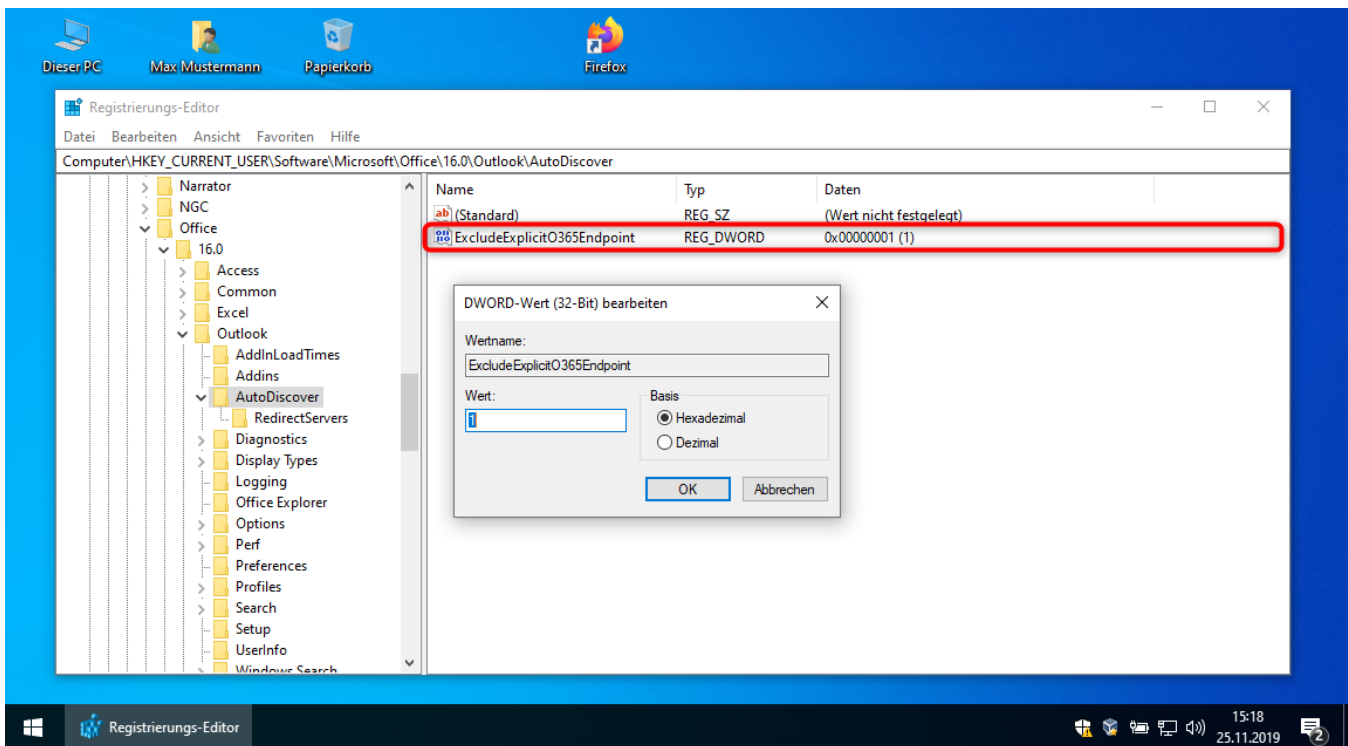 Dieser PC
Max Mustermann
Papierkorb
Firefox
Registrierungs-Editor
Datei Bearbeiten Ansicht Favoriten Hilfe
Computer\HKEY_CURRENT_USER\Software\Microsoft\Office\16.0\Outlook\AutoDiscover
Narrator
NGC
Office
16.0
Access
Common
Excel
Outlook
AddInLoadTimes
Addins
AutoDiscover
RedirectServers
Diagnostics
Display Types
Logging
Office Explorer
Options
Perf
Preferences
Profiles
Search
Setup
UserInfo
Windows Search
Name Typ Daten
(Standard) REG_SZ (Wert nicht festgelegt)
ExcludeExplicitO365Endpoint REG_DWORD 0x00000001 (1)
DWORD-Wert (32-Bit) bearbeiten
Wertname:
ExcludeExplicitO365Endpoint
Wert:
1
Basis
Hexadezimal
Dezimal
OK Abbrechen
Registrierungs-Editor
15:18
25.11.2019
2